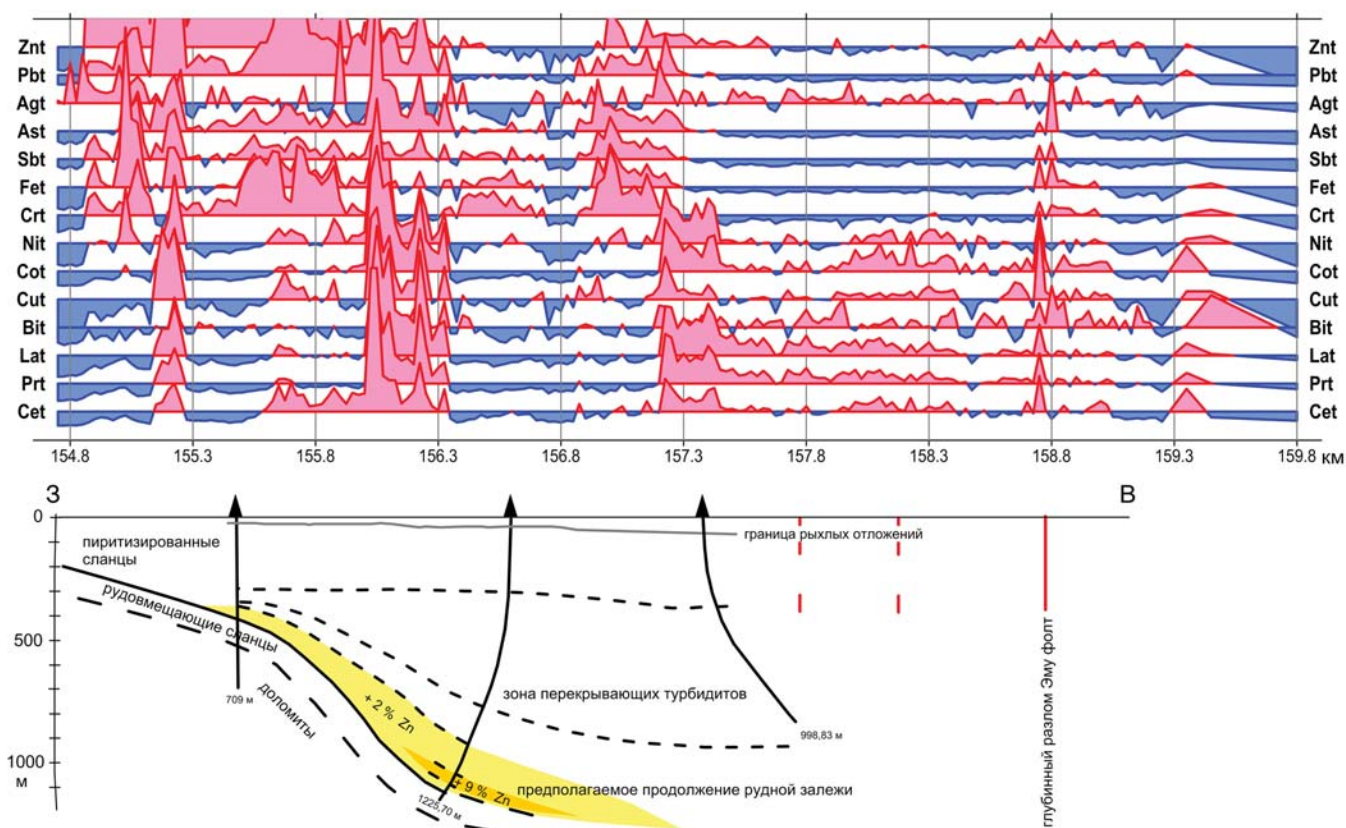 Znt Znt
Pbt Pbt
Agt Agt
Ast Ast
Sbt Sbt
Fet Fet
Crt Crt
Nit Nit
Cot Cot
Cut Cut
Bit Bit
Lat Lat
Prt Prt
Cet Cet
154.8 155.3 155.8 156.3 156.8 157.3 157.8 158.3 158.8 159.3 159.8 км
З В
0
граница рыхлых отложений
пиритизированные
сланцы
рудовмещающие сланцы
500
709 м
доломиты
зона перекрывающих турбидитов
+ 2 % Zn
998,83 м
1000
м
+ 9 % Zn
предполагаемое продолжение рудной залежи
1225,70 м
глубинный разлом Эму фолт